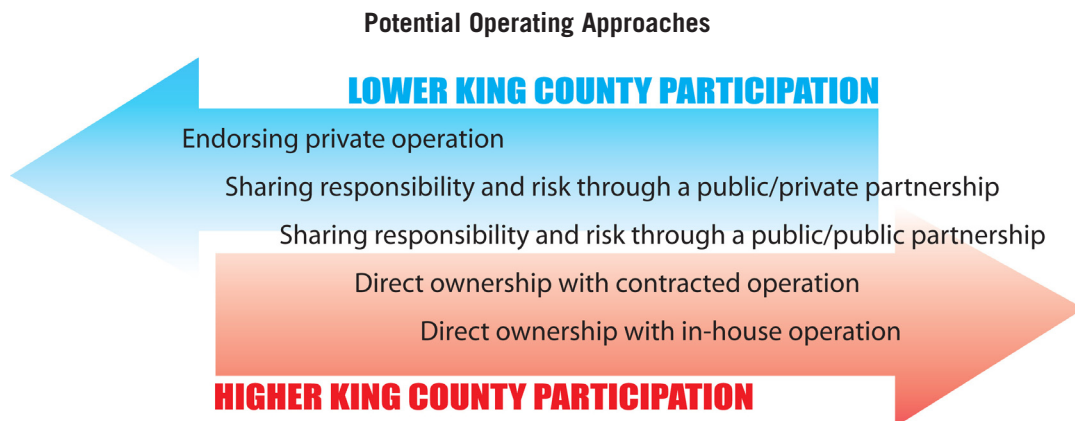 Potential Operating Approaches
LOWER KING COUNTY PARTICIPATION
Endorsing private operation
Sharing responsibility and risk through a public/private partnership
Sharing responsibility and risk through a public/public partnership
Direct ownership with contracted operation
Direct ownership with in-house operation
HIGHER KING COUNTY PARTICIPATION